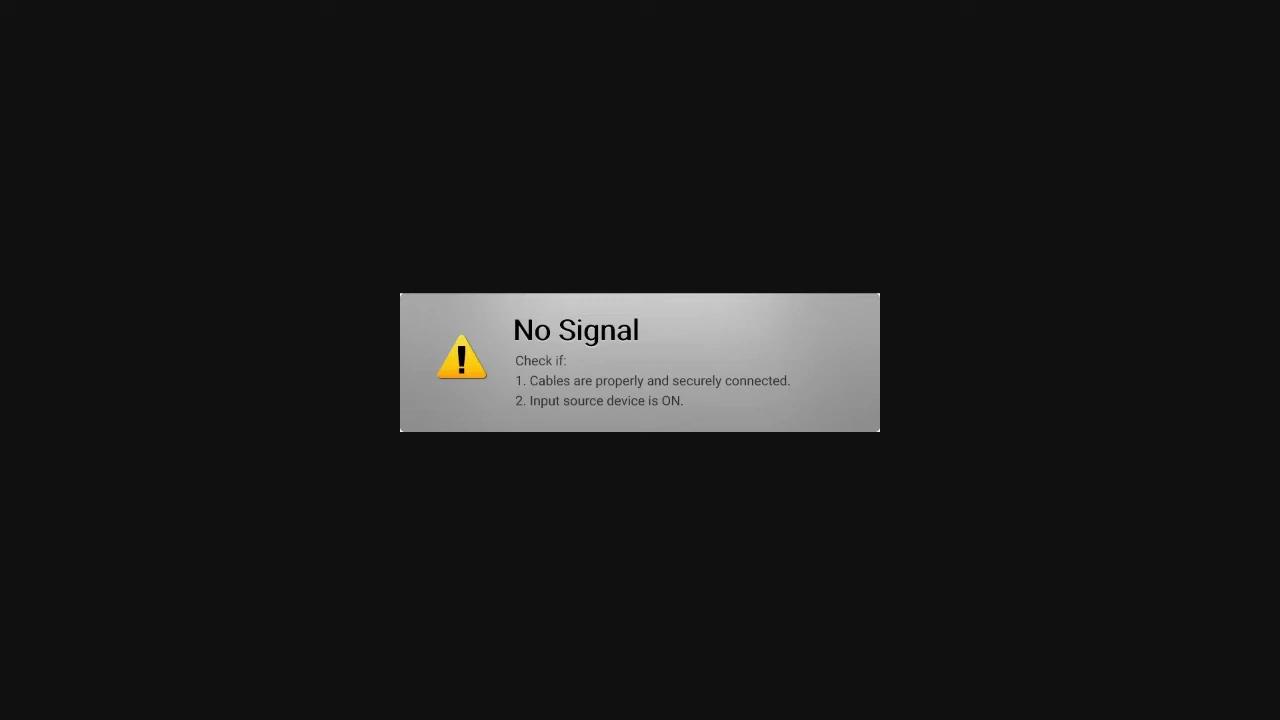 No Signal
Check if:
1. Cables are properly and securely connected.
2. Input source device is ON.